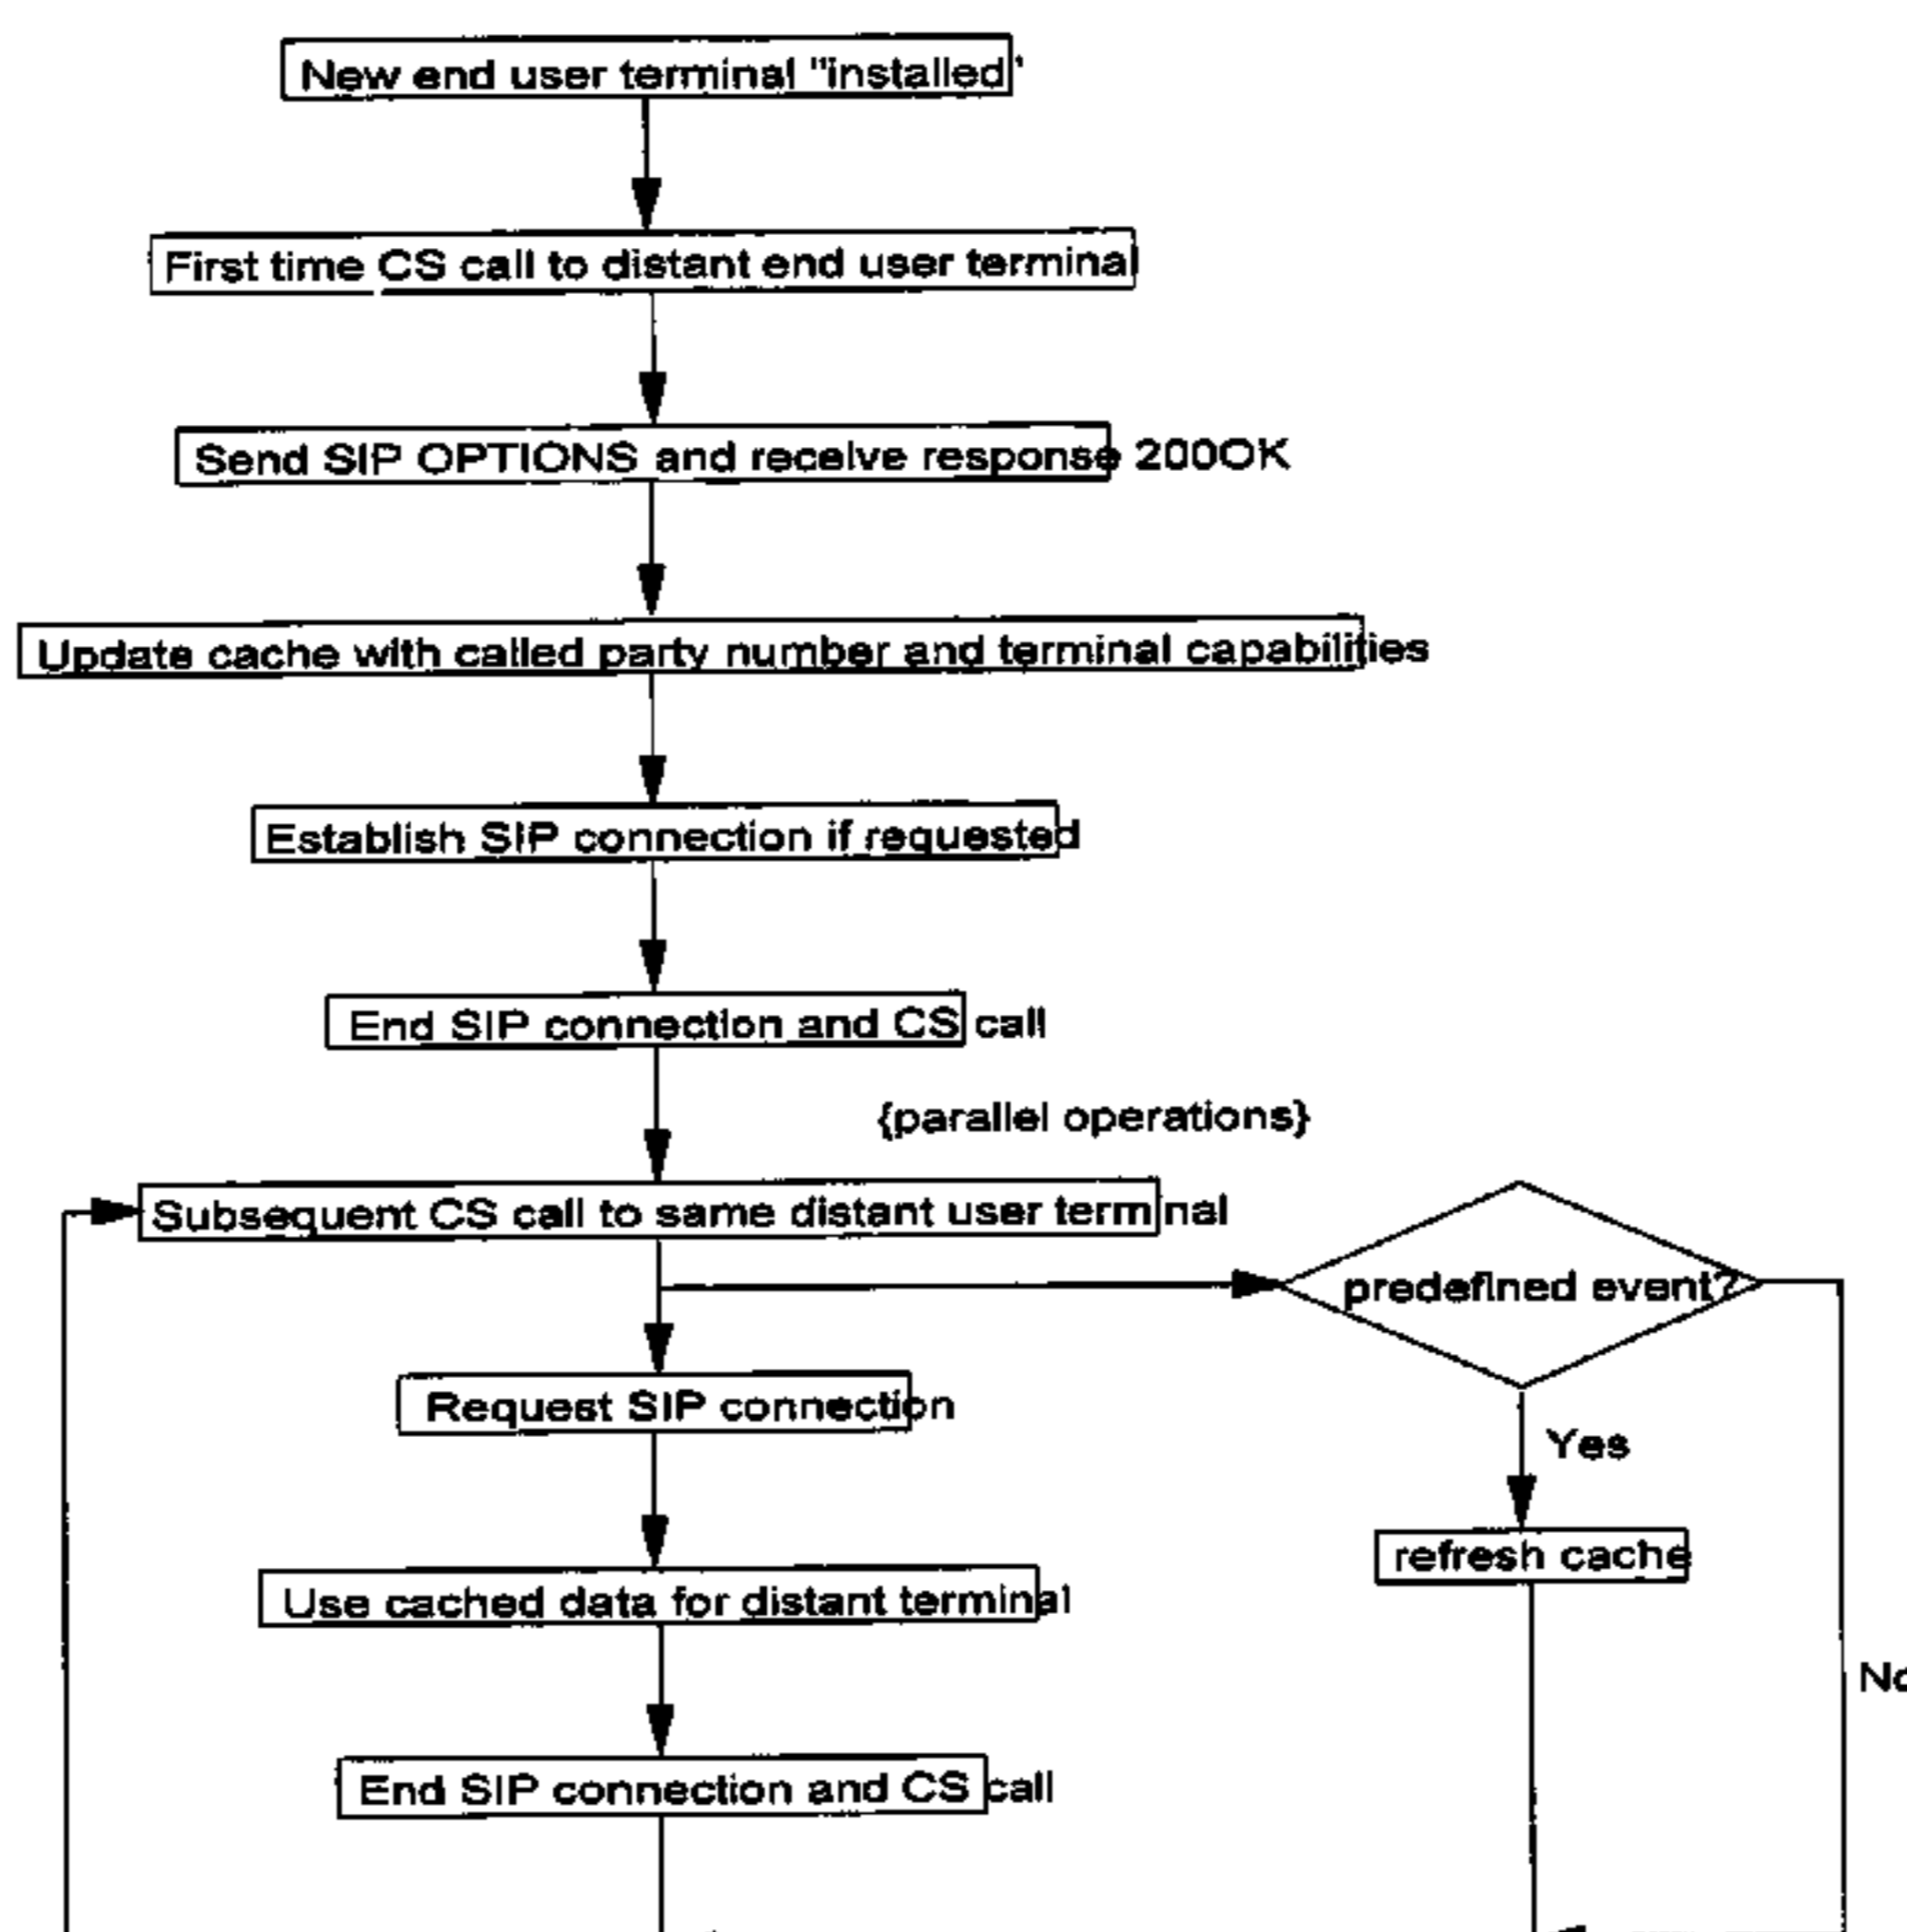 New end user terminal "installed"
First time CS call to distant end user terminal
Send SIP OPTIONS and receive response 200OK
Update cache with called party number and terminal capabilities
Establish SIP connection if requested
End SIP connection and CS call
{parallel operations}
Subsequent CS call to same distant user terminal
predefined event?
Request SIP connection
Yes
refresh cache
Use cached data for distant terminal
No
End SIP connection and CS call